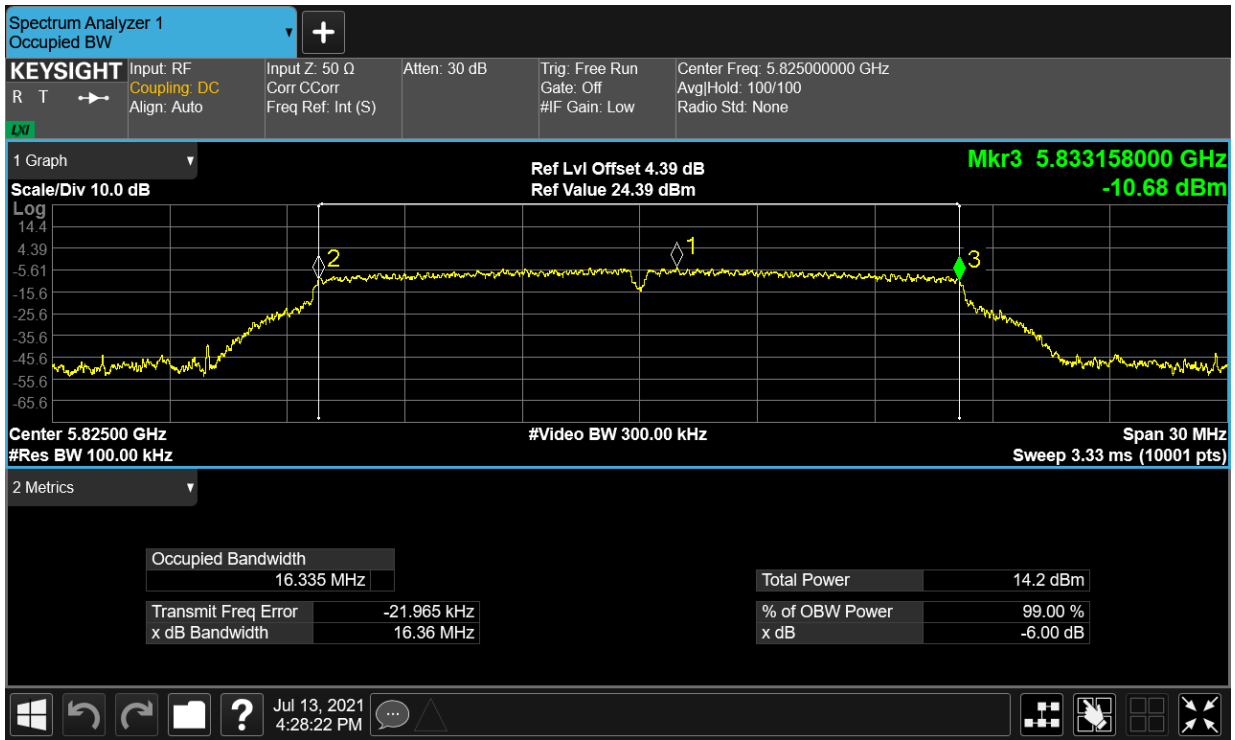 Spectrum Analyzer 1
Occupied BW
KEYSIGHT
R T
LXI
Input: RF
Coupling: DC
Align: Auto
Input Z: 50 Ω
Corr CCorr
Freq Ref: Int (S)
Atten: 30 dB
Trig: Free Run
Gate: Off
#IF Gain: Low
Center Freq: 5.825000000 GHz
Avg|Hold: 100/100
Radio Std: None
1 Graph
Ref Lvl Offset 4.39 dB
Mkr3 5.833158000 GHz
Scale/Div 10.0 dB
Ref Value 24.39 dBm
-10.68 dBm
Log
14.4
4.39
-5.61
-15.6
-25.6
-35.6
-45.6
-55.6
-65.6
2
1
3
Center 5.82500 GHz
#Video BW 300.00 kHz
Span 30 MHz
#Res BW 100.00 kHz
Sweep 3.33 ms (10001 pts)
2 Metrics
Occupied Bandwidth
16.335 MHz
Transmit Freq Error -21.965 kHz
x dB Bandwidth 16.36 MHz
Total Power 14.2 dBm
% of OBW Power 99.00 %
x dB -6.00 dB
?
Jul 13, 2021
4:28:22 PM